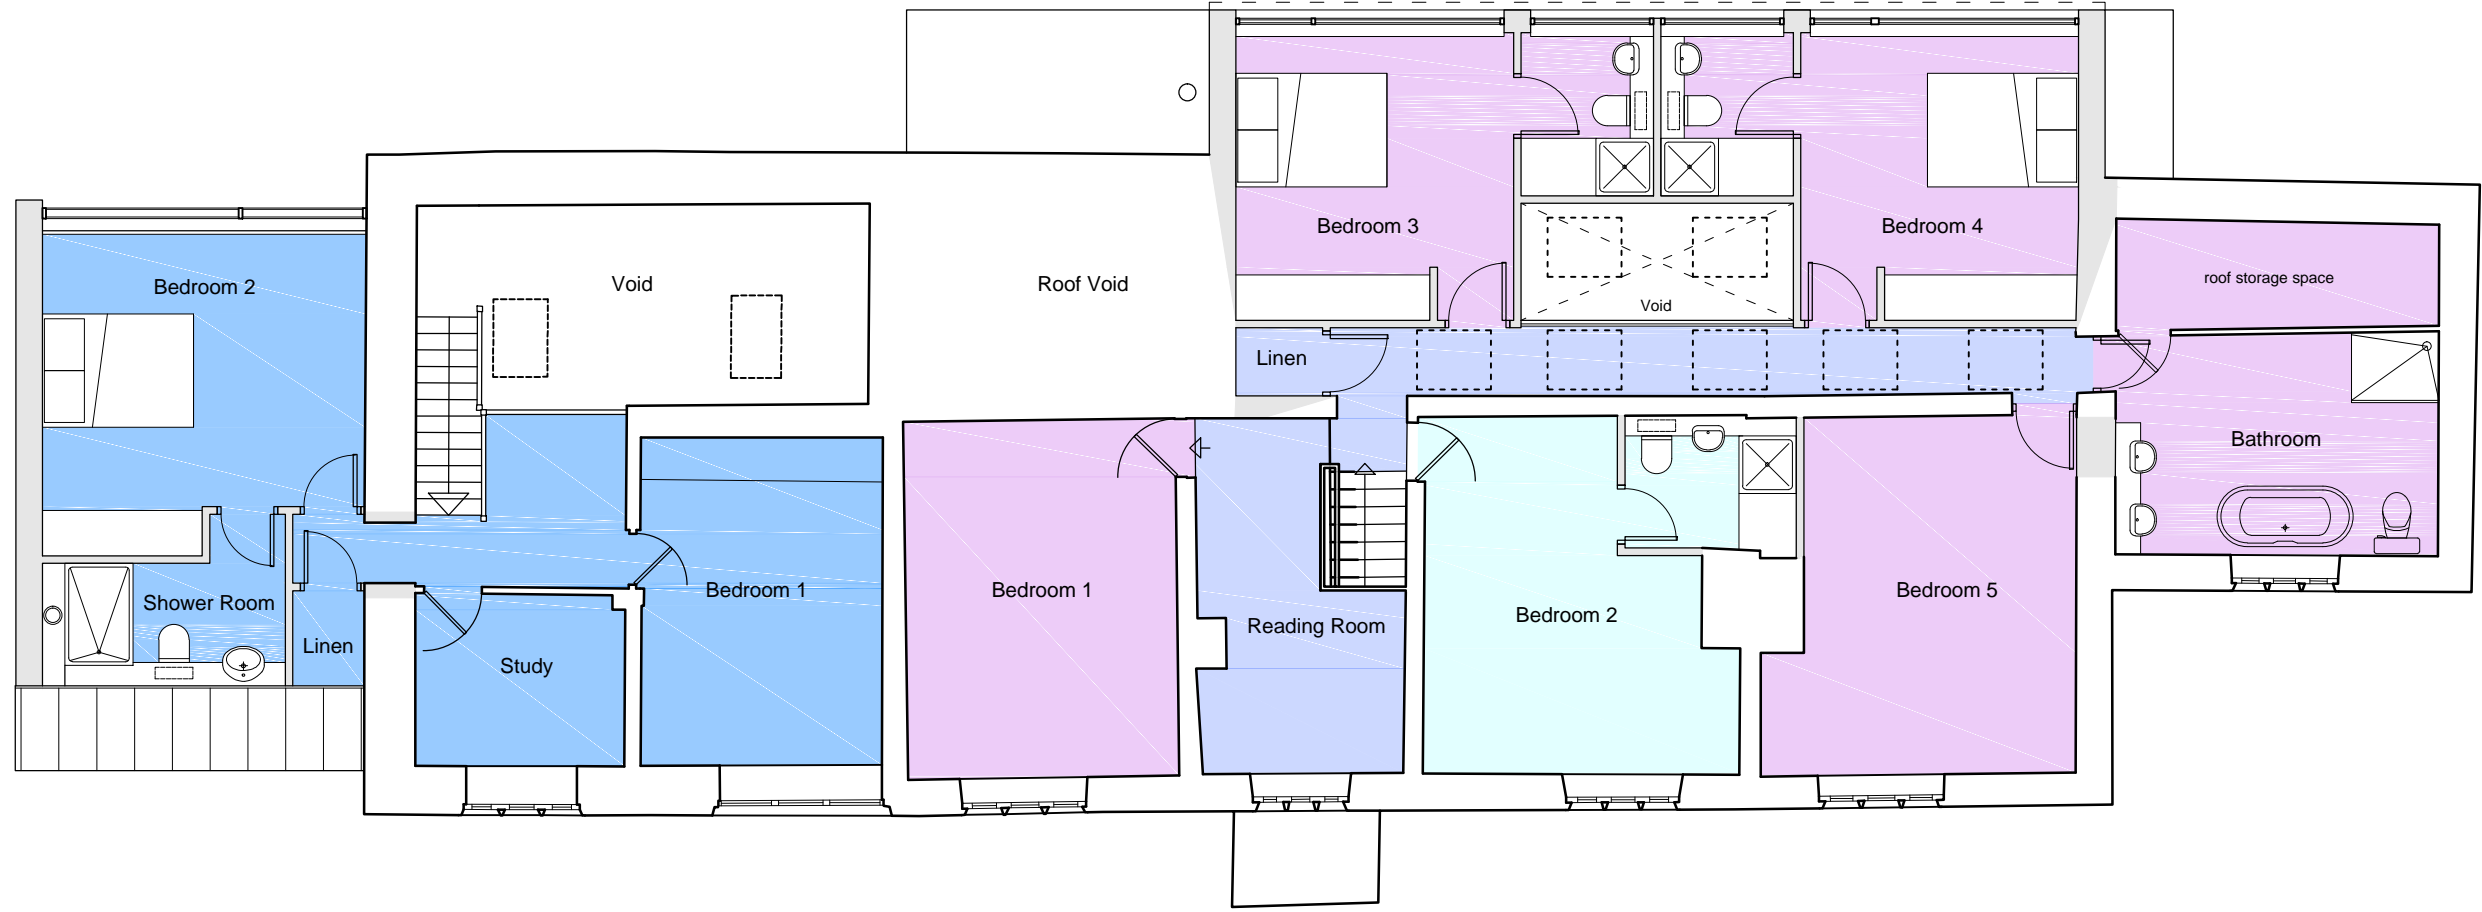 Bedroom 3
Bedroom 4
Bedroom 2
Void
Roof Void
Void
roof storage space
Linen
Bathroom
Bedroom 1
Bedroom 1
Bedroom 5
Shower Room
Reading Room
Bedroom 2
Linen
Study